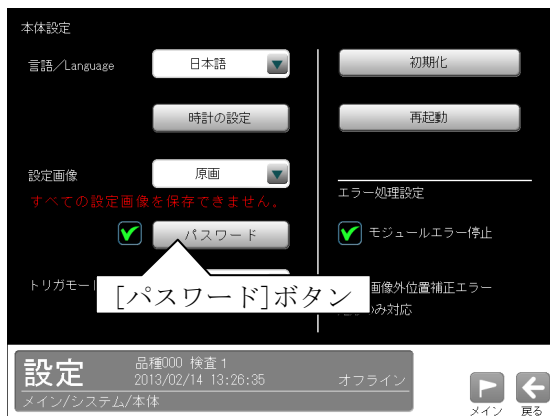 本体設定
言語／Language
日本語
時計の設定
設定画像
原画
すべての設定画像を保存できません。
パスワード
トリガモー
[パスワード]ボタン
初期化
再起動
エラー処理設定
モジュールエラー停止
画像外位置補正エラー
のみ対応
設定
品種000 検査1
2013/02/14 13:26:35
オフライン
メイン/システム/本体
メイン
戻る